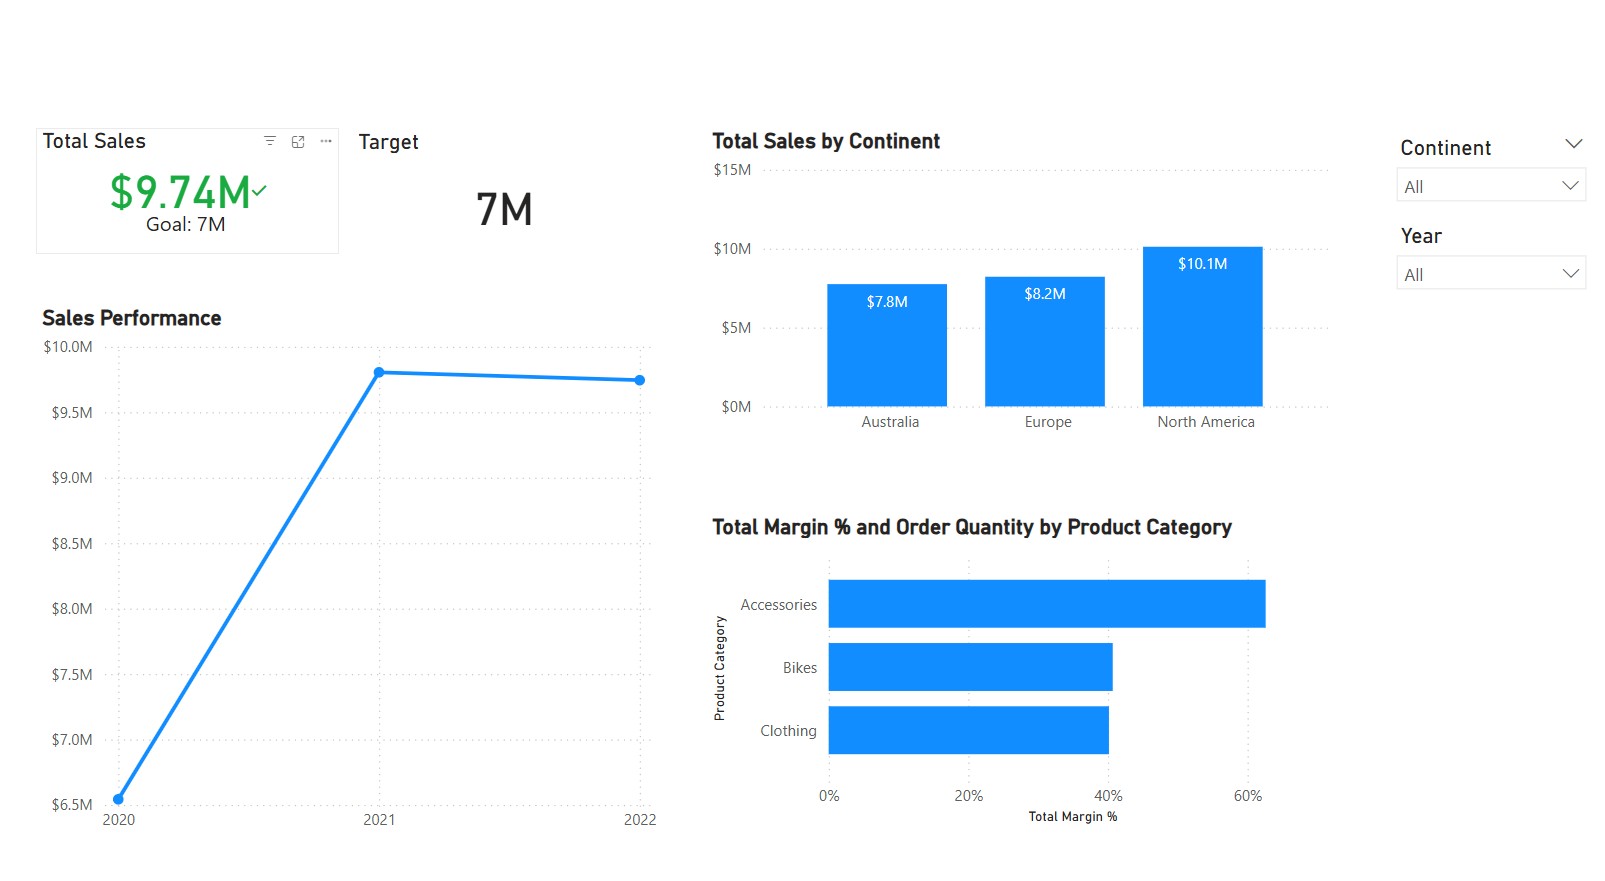 Total Sales
$9.74M
Goal: 7M
Target
7M
Sales Performance
$10.0M
$9.5M
$9.0M
$8.5M
$8.0M
$7.5M
$7.0M
$6.5M
2020 2021 2022
Total Sales by Continent
$15M
$10M
$5M
$0M
$7.8M $8.2M $10.1M
Australia Europe North America
Total Margin % and Order Quantity by Product Category
Product Category
Accessories
Bikes
Clothing
0% 20% 40% 60%
Total Margin %
Continent
All
Year
All